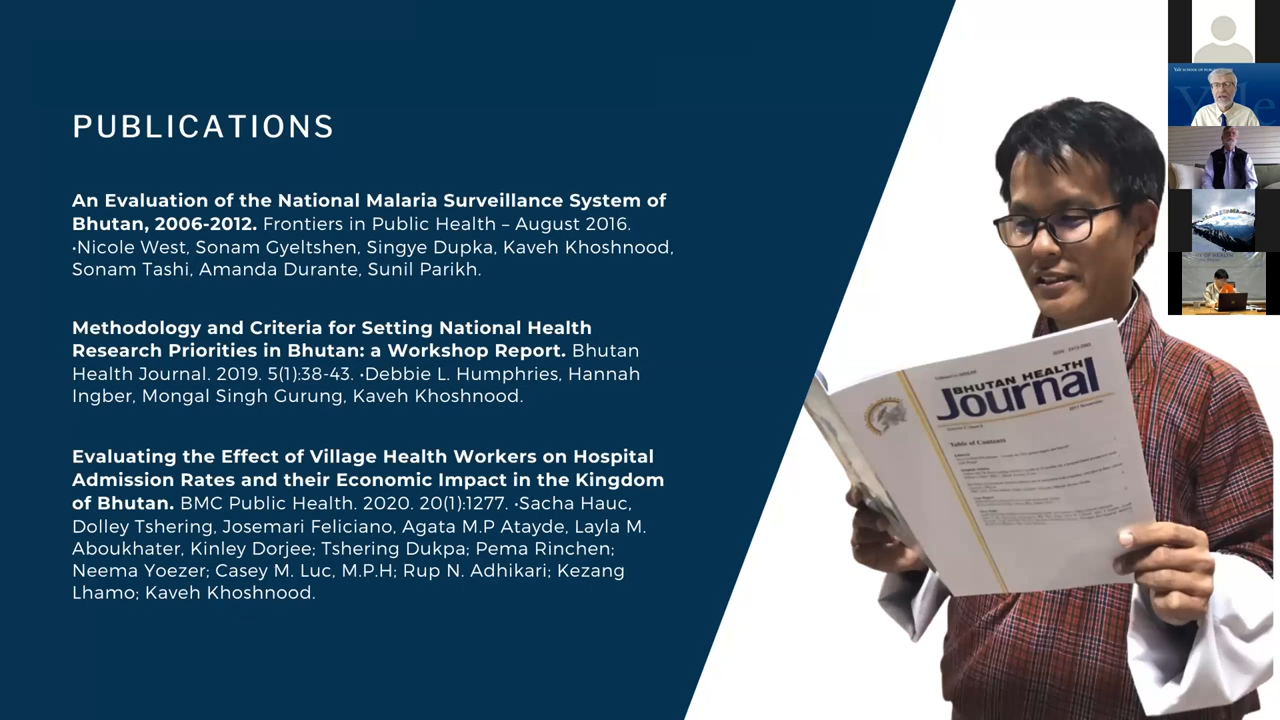 PUBLICATIONS
An Evaluation of the National Malaria Surveillance System of
Bhutan, 2006-2012. Frontiers in Public Health – August 2016.
•Nicole West, Sonam Gyeltshen, Singye Dupka, Kaveh Khoshnood,
Sonam Tashi, Amanda Durante, Sunil Parikh.
Methodology and Criteria for Setting National Health
Research Priorities in Bhutan: a Workshop Report. Bhutan
Health Journal. 2019. 5(1):38-43. •Debbie L. Humphries, Hannah
Ingber, Mongal Singh Gurung, Kaveh Khoshnood.
Evaluating the Effect of Village Health Workers on Hospital
Admission Rates and their Economic Impact in the Kingdom
of Bhutan. BMC Public Health. 2020. 20(1):1277. •Sacha Hauc,
Dolley Tshering, Josemari Feliciano, Agata M.P Atayde, Layla M.
Aboukhater, Kinley Dorjee; Tshering Dukpa; Pema Rinchen;
Neema Yoezer; Casey M. Luc, M.P.H; Rup N. Adhikari; Kezang
Lhamo; Kaveh Khoshnood.
BHUTAN HEALTH
Journal
Table of Contents
Yale
OF HEALTH